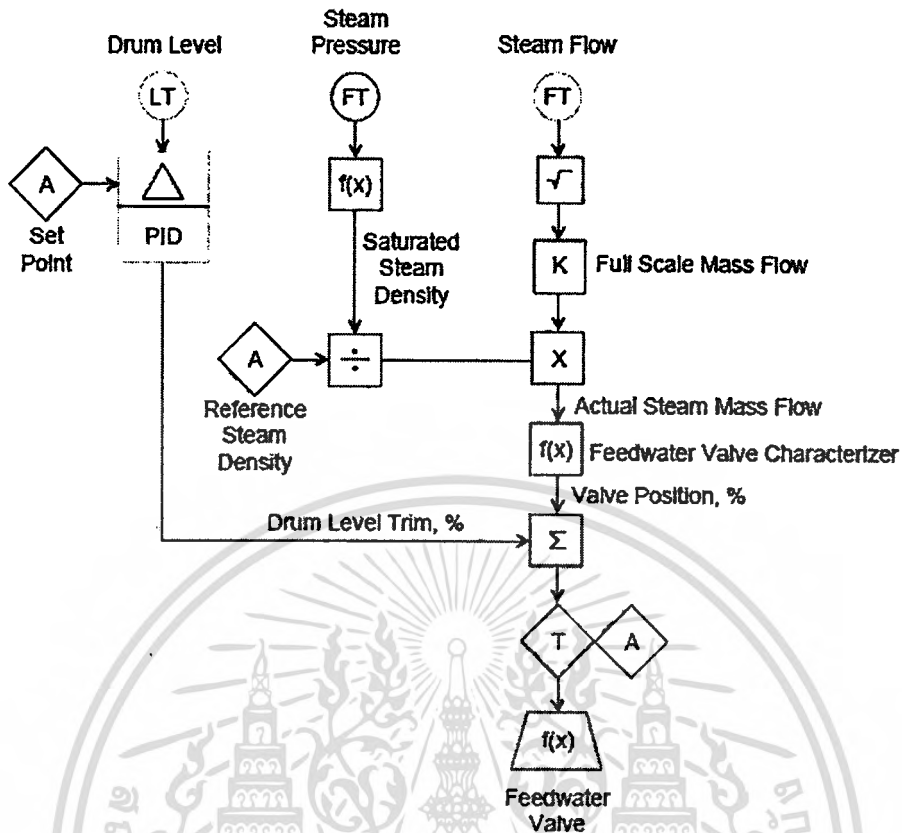 Drum Level
Steam
Pressure
Steam Flow
LT
FT
FT
A
Set
Point
PID
f(x)
√
Saturated
Steam
Density
K
Full Scale Mass Flow
A
Reference
Steam
Density
÷
X
Actual Steam Mass Flow
f(x)
Feedwater Valve Characterizer
Valve Position, %
Drum Level Trim, %
Σ
T
A
f(x)
Feedwater
Valve